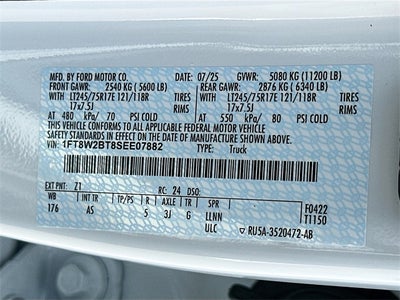 MFD. BY FORD MOTOR CO. 07/25 GVWR: 5080 KG (11200 LB)
FRONT GAWR: 2540 KG (5600 LB) REAR GAWR: 2876 KG (6340 LB)
WITH LT245/75R17E 121/118R TIRES WITH LT245/75R17E 121/118R TIRES
17x7.5J RIMS 17x7.5J RIMS
AT 480 kPa/ 70 PSI COLD AT 550 kPa/ 80 PSI COLD
THIS VEHICLE CONFORMS TO ALL APPLICABLE FEDERAL MOTOR VEHICLE
SAFETY STANDARDS IN EFFECT ON THE DATE OF MANUFACTURE SHOWN ABOVE.
VIN: 1FT8W2BT8SEE07882 TYPE: Truck
EXT PNT: Z1 RC: 24 DSO:
WB TP/PS R AXLE TR SPR F0422
176 AS 5 3J G LLNN T1150
ULC RU5A-3520472-AB